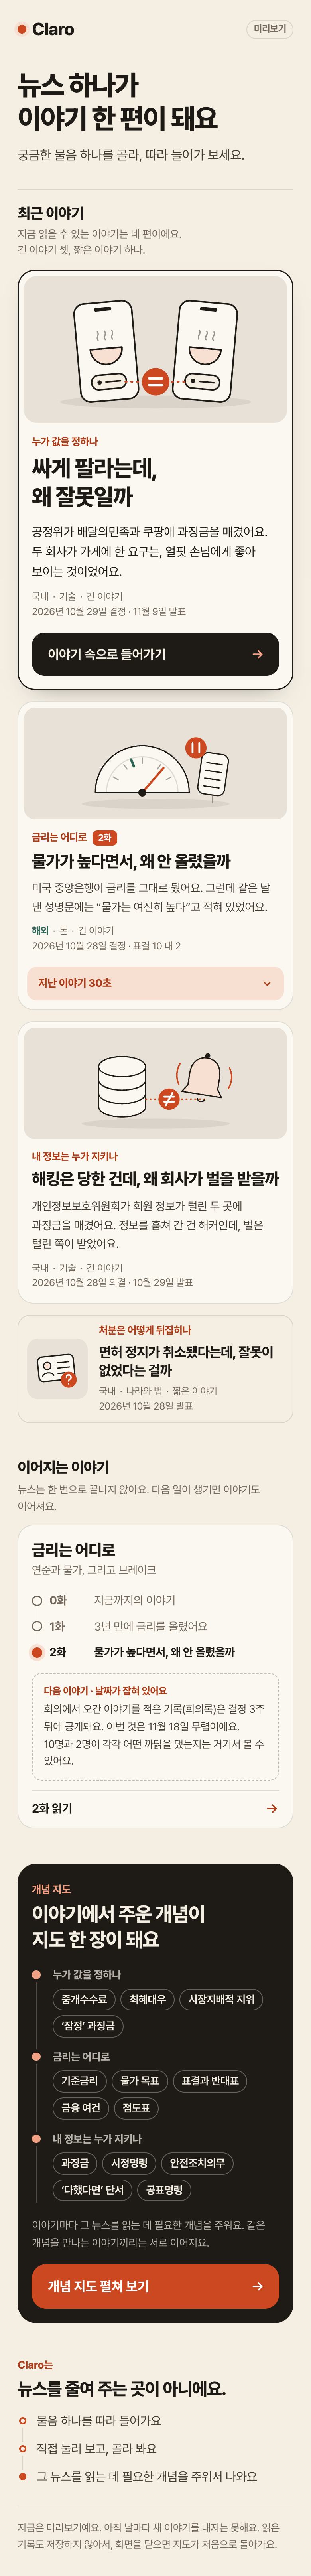 Claro
미리보기
뉴스 하나가
이야기 한 편이 돼요
궁금한 물음 하나를 골라, 따라 들어가 보세요.
최근 이야기
지금 읽을 수 있는 이야기는 네 편이에요.
긴 이야기 셋, 짧은 이야기 하나.
누가 값을 정하나
싸게 팔라는데,
왜 잘못일까
공정위가 배달의민족과 쿠팡에 과징금을 매겼어요.
두 회사가 가게에 한 요구는, 얼핏 손님에게 좋아
보이는 것이었어요.
국내 · 기술 · 긴 이야기
2026년 10월 29일 결정 · 11월 9일 발표
이야기 속으로 들어가기 →
금리는 어디로 2화
물가가 높다면서, 왜 안 올렸을까
미국 중앙은행이 금리를 그대로 뒀어요. 그런데 같은 날
낸 성명문에는 “물가는 여전히 높다”고 적혀 있었어요.
해외 · 돈 · 긴 이야기
2026년 10월 28일 결정 · 표결 10 대 2
지난 이야기 30초
≠
내 정보는 누가 지키나
해킹은 당한 건데, 왜 회사가 벌을 받을까
개인정보보호위원회가 회원 정보가 털린 두 곳에
과징금을 매겼어요. 정보를 훔쳐 간 건 해커인데, 벌은
털린 쪽이 받았어요.
국내 · 기술 · 긴 이야기
2026년 10월 28일 의결 · 10월 29일 발표
?
처분은 어떻게 뒤집히나
면허 정지가 취소됐다는데, 잘못이
없었다는 걸까
국내 · 나라와 법 · 짧은 이야기
2026년 10월 28일 발표
이어지는 이야기
뉴스는 한 번으로 끝나지 않아요. 다음 일이 생기면 이야기도
이어져요.
금리는 어디로
연준과 물가, 그리고 브레이크
0화 지금까지의 이야기
1화 3년 만에 금리를 올렸어요
2화 물가가 높다면서, 왜 안 올렸을까
다음 이야기 · 날짜가 잡혀 있어요
회의에서 오간 이야기를 적은 기록(회의록)은 결정 3주
뒤에 공개돼요. 이번 것은 11월 18일 무렵이에요.
10명과 2명이 각각 어떤 까닭을 댔는지는 거기서 볼 수
있어요.
2화 읽기 →
개념 지도
이야기에서 주운 개념이
지도 한 장이 돼요
누가 값을 정하나
중개수수료 최혜대우 시장지배적 지위
‘잠정’ 과징금
금리는 어디로
기준금리 물가 목표 표결과 반대표
금융 여건 점도표
내 정보는 누가 지키나
과징금 시정명령 안전조치의무
‘다했다면’ 단서 공표명령
이야기마다 그 뉴스를 읽는 데 필요한 개념을 주워요. 같은
개념을 만나는 이야기끼리는 서로 이어져요.
개념 지도 펼쳐 보기 →
Claro는
뉴스를 줄여 주는 곳이 아니에요.
물음 하나를 따라 들어가요
직접 눌러 보고, 골라 봐요
그 뉴스를 읽는 데 필요한 개념을 주워서 나와요
지금은 미리보기예요. 아직 날마다 새 이야기를 내지는 못해요. 읽은
기록도 저장하지 않아서, 화면을 닫으면 지도가 처음으로 돌아가요.